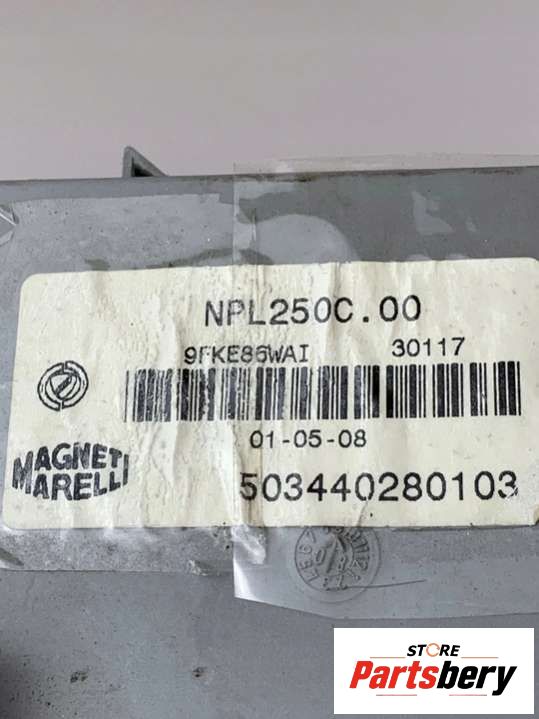 NPL250C.00
9FKE86WAI 30117
01-05-08
MAGNETI
MARELLI
503440280103
STORE
Partsbery